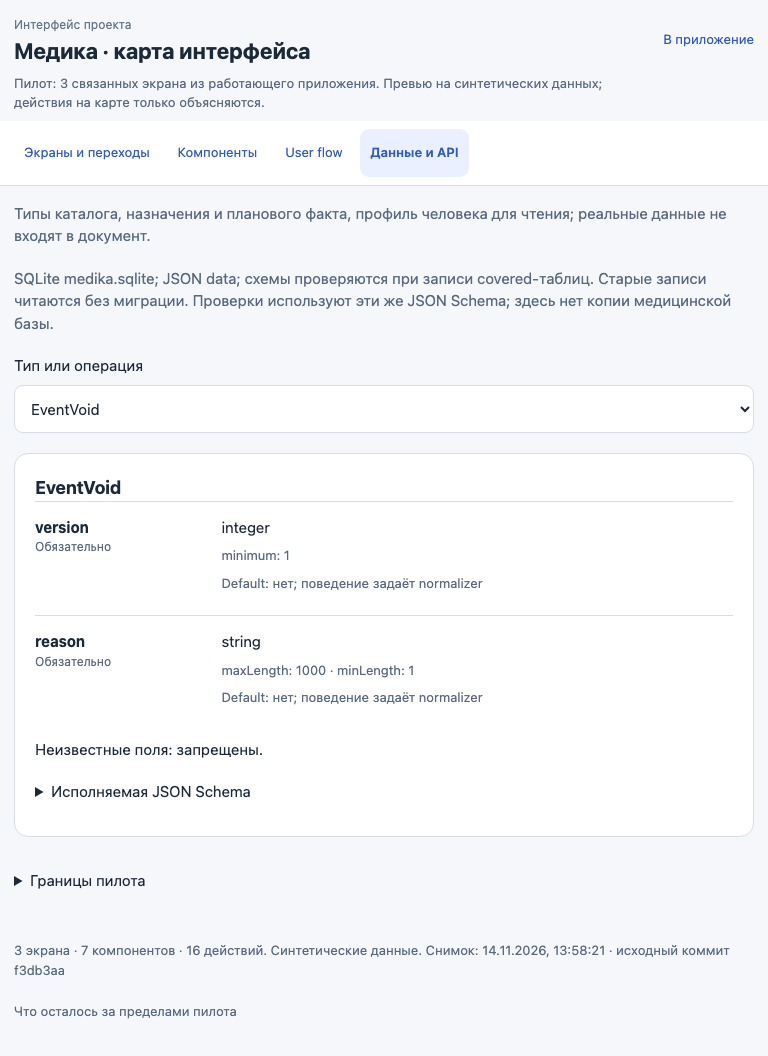 Интерфейс проекта
Медика · карта интерфейса
В приложение
Пилот: 3 связанных экрана из работающего приложения. Превью на синтетических данных;
действия на карте только объясняются.
Экраны и переходы
Компоненты
User flow
Данные и API
Типы каталога, назначения и планового факта, профиль человека для чтения; реальные данные не
входят в документ.
SQLite medika.sqlite; JSON data; схемы проверяются при записи covered-таблиц. Старые записи
читаются без миграции. Проверки используют эти же JSON Schema; здесь нет копии медицинской
базы.
Тип или операция
EventVoid
EventVoid
version
Обязательно
integer
minimum: 1
Default: нет; поведение задаёт normalizer
reason
Обязательно
string
maxLength: 1000 · minLength: 1
Default: нет; поведение задаёт normalizer
Неизвестные поля: запрещены.
Исполняемая JSON Schema
Границы пилота
3 экрана · 7 компонентов · 16 действий. Синтетические данные. Снимок: 14.11.2026, 13:58:21 · исходный коммит
f3db3aa
Что осталось за пределами пилота